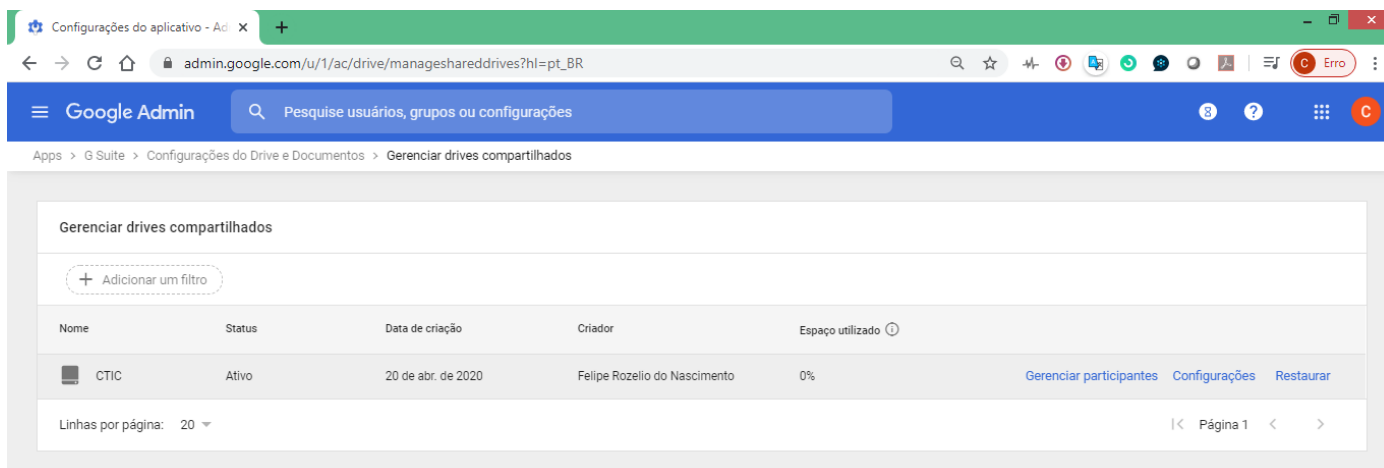 Configurações do aplicativo - Ad
admin.google.com/u/1/ac/drive/manageshareddrives?hl=pt_BR
C Erro
Google Admin Pesquise usuários, grupos ou configurações C
Apps > G Suite > Configurações do Drive e Documentos > Gerenciar drives compartilhados
Gerenciar drives compartilhados
+ Adicionar um filtro
Nome Status Data de criação Criador Espaço utilizado
CTIC Ativo 20 de abr. de 2020 Felipe Rozelio do Nascimento 0% Gerenciar participantes Configurações Restaurar
Linhas por página: 20 Página 1